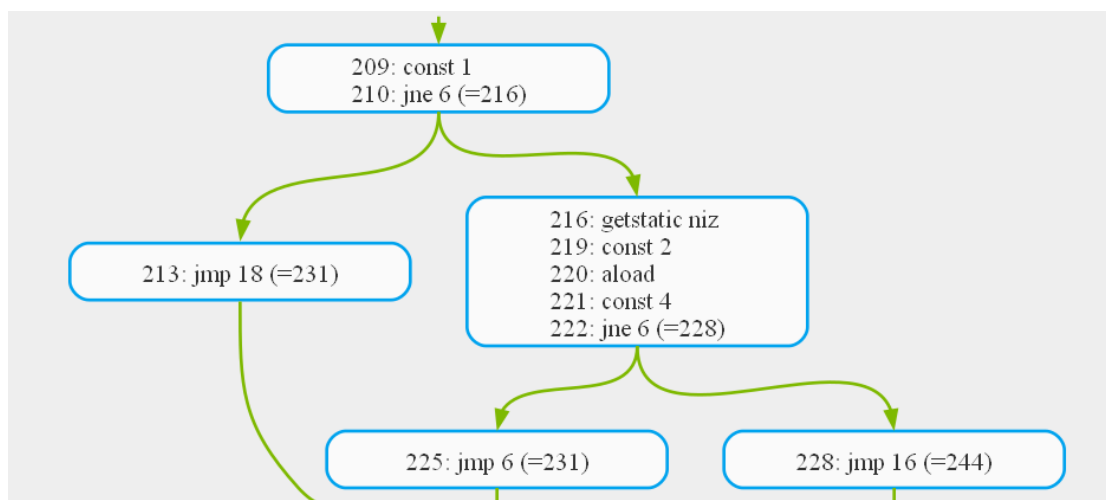 209: const 1
210: jne 6 (=216)
213: jmp 18 (=231)
216: getstatic niz
219: const 2
220: aload
221: const 4
222: jne 6 (=228)
225: jmp 6 (=231)
228: jmp 16 (=244)